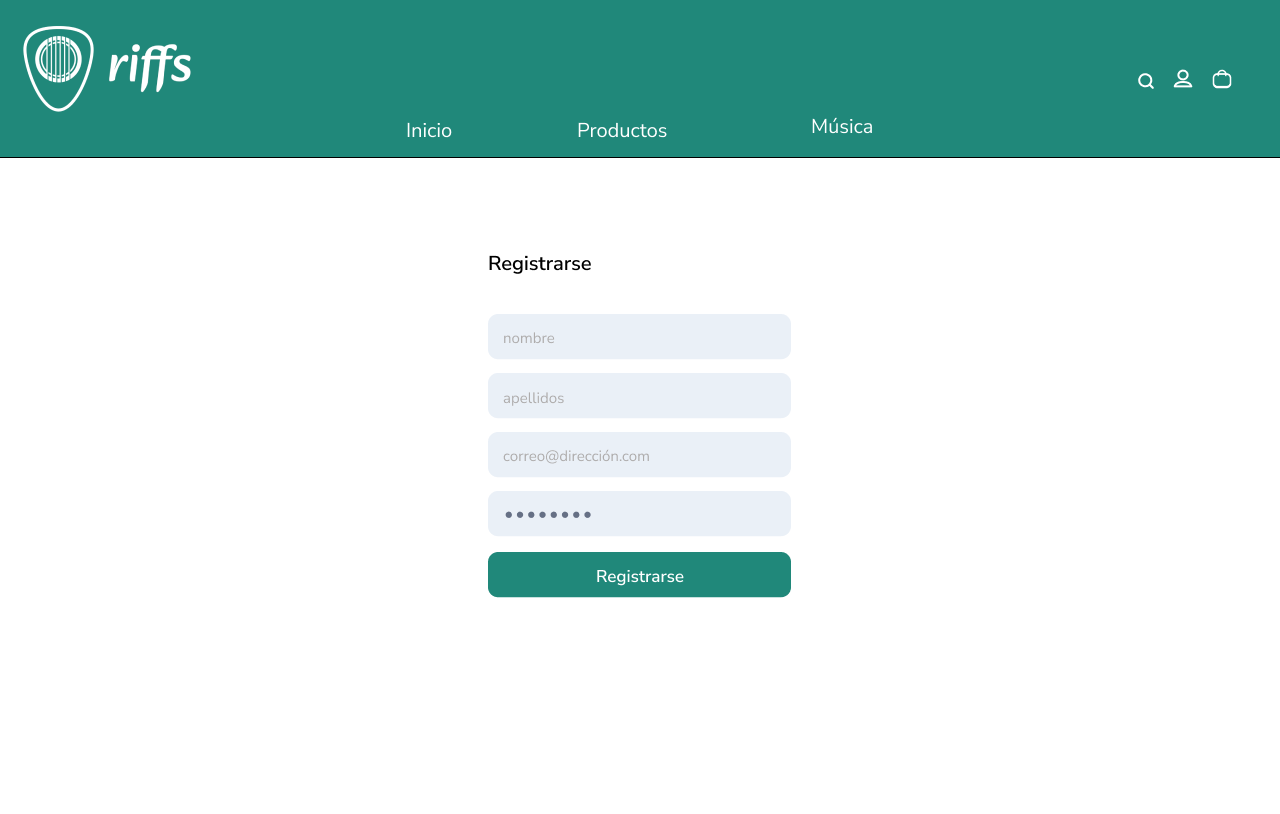 riffs
Inicio
Productos
Música
Registrarse
nombre
apellidos
correo@dirección.com
••••••••
Registrarse